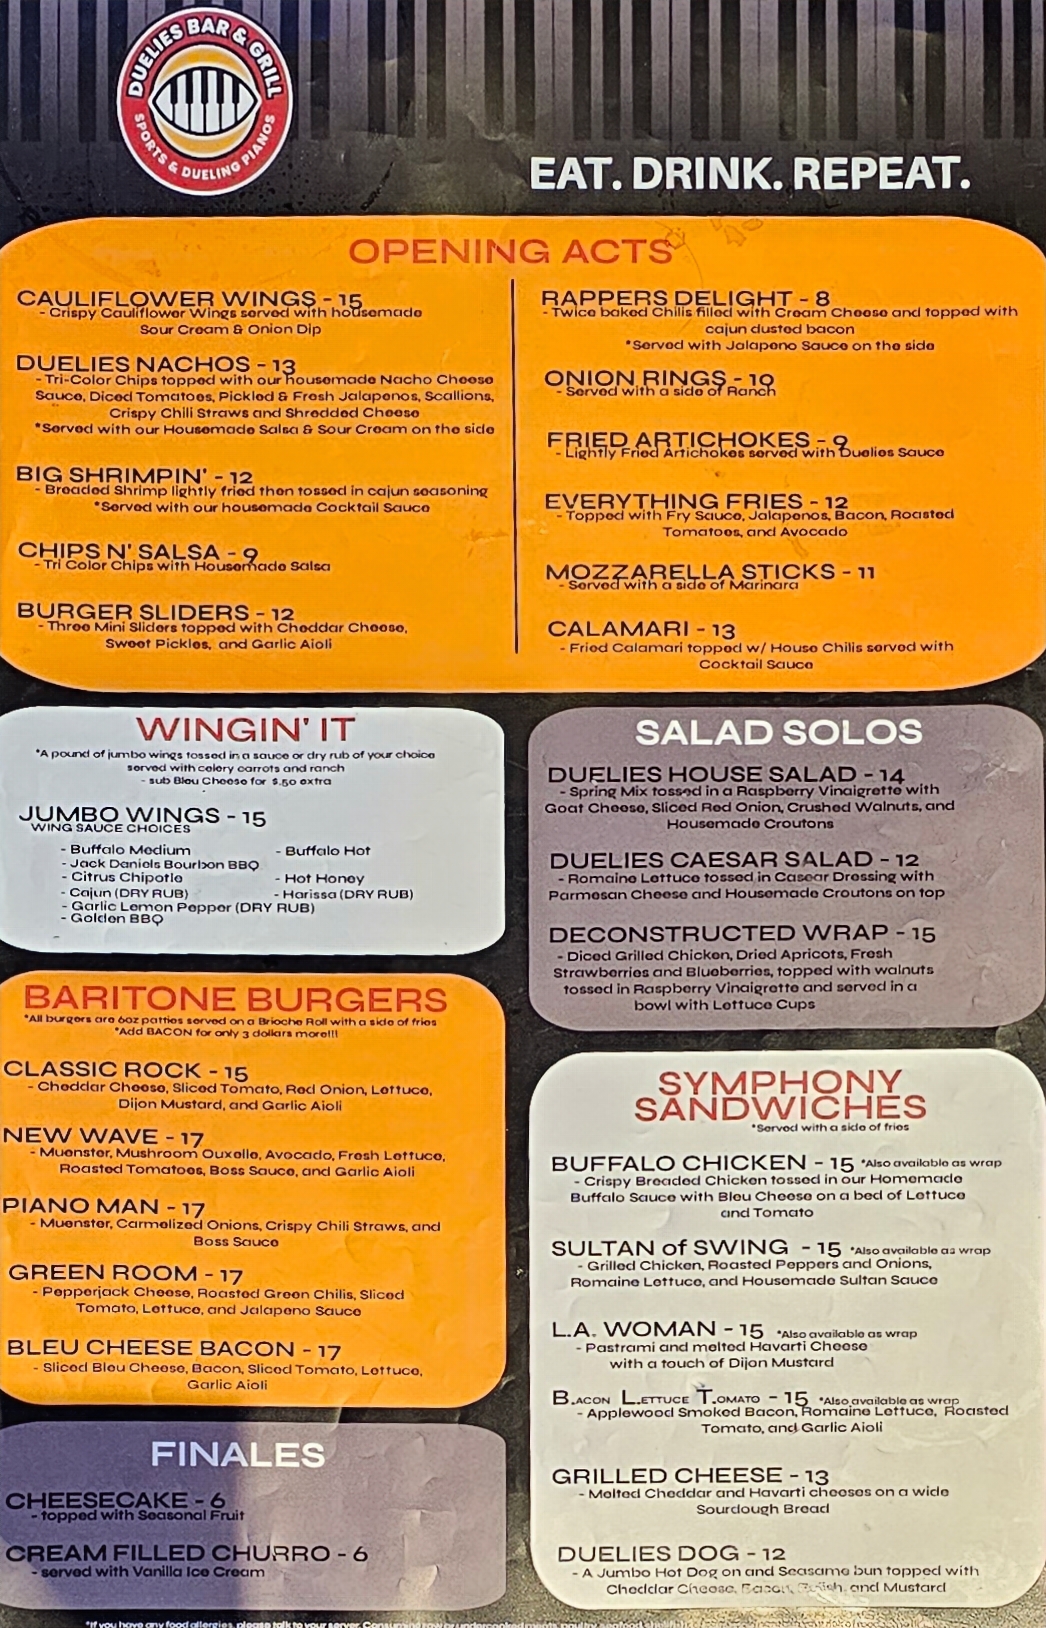 DUELIES BAR & GRILL
SPORTS & DUELING PIANOS
EAT. DRINK. REPEAT.
OPENING ACTS
CAULIFLOWER WINGS - 15
- Crispy Cauliflower Wings served with housemade
Sour Cream & Onion Dip
DUELIES NACHOS - 13
- Tri-Color Chips topped with our housemade Nacho Cheese
Sauce, Diced Tomatoes, Pickled & Fresh Jalapenos, Scallions,
Crispy Chili Straws and Shredded Cheese
*Served with our Housemade Salsa & Sour Cream on the side
BIG SHRIMPIN' - 12
- Breaded Shrimp lightly fried then tossed in cajun seasoning
*Served with our housemade Cocktail Sauce
CHIPS N' SALSA - 9
- Tri Color Chips with Housemade Salsa
BURGER SLIDERS - 12
- Three Mini Sliders topped with Cheddar Cheese,
Sweet Pickles, and Garlic Aioli
RAPPERS DELIGHT - 8
- Twice baked Chilis filled with Cream Cheese and topped with
cajun dusted bacon
*Served with Jalapeno Sauce on the side
ONION RINGS - 10
- Served with a side of Ranch
FRIED ARTICHOKES - 9
- Lightly Fried Artichokes served with Duelies Sauce
EVERYTHING FRIES - 12
- Topped with Fry Sauce, Jalapenos, Bacon, Roasted
Tomatoes, and Avocado
MOZZARELLA STICKS - 11
- Served with a side of Marinara
CALAMARI - 13
- Fried Calamari topped w/ House Chilis served with
Cocktail Sauce
WINGIN' IT
*A pound of jumbo wings tossed in a sauce or dry rub of your choice
served with celery carrots and ranch
- sub Bleu Cheese for $.50 extra
JUMBO WINGS - 15
WING SAUCE CHOICES
- Buffalo Medium - Buffalo Hot
- Jack Daniels Bourbon BBQ
- Citrus Chipotle - Hot Honey
- Cajun (DRY RUB) - Harissa (DRY RUB)
- Garlic Lemon Pepper (DRY RUB)
- Golden BBQ
SALAD SOLOS
DUELIES HOUSE SALAD - 14
- Spring Mix tossed in a Raspberry Vinaigrette with
Goat Cheese, Sliced Red Onion, Crushed Walnuts, and
Housemade Croutons
DUELIES CAESAR SALAD - 12
- Romaine Lettuce tossed in Casear Dressing with
Parmesan Cheese and Housemade Croutons on top
DECONSTRUCTED WRAP - 15
- Diced Grilled Chicken, Dried Apricots, Fresh
Strawberries and Blueberries, topped with walnuts
tossed in Raspberry Vinaigrette and served in a
bowl with Lettuce Cups
BARITONE BURGERS
*All burgers are 6oz patties served on a Brioche Roll with a side of fries
*Add BACON for only 3 dollars more!!!
CLASSIC ROCK - 15
- Cheddar Cheese, Sliced Tomato, Red Onion, Lettuce,
Dijon Mustard, and Garlic Aioli
NEW WAVE - 17
- Muenster, Mushroom Duxelle, Avocado, Fresh Lettuce,
Roasted Tomatoes, Boss Sauce, and Garlic Aioli
PIANO MAN - 17
- Muenster, Carmelized Onions, Crispy Chili Straws, and
Boss Sauce
GREEN ROOM - 17
- Pepperjack Cheese, Roasted Green Chilis, Sliced
Tomato, Lettuce, and Jalapeno Sauce
BLEU CHEESE BACON - 17
- Sliced Bleu Cheese, Bacon, Sliced Tomato, Lettuce,
Garlic Aioli
SYMPHONY
SANDWICHES
*Served with a side of fries
BUFFALO CHICKEN - 15 *Also available as wrap
- Crispy Breaded Chicken tossed in our Homemade
Buffalo Sauce with Bleu Cheese on a bed of Lettuce
and Tomato
SULTAN of SWING - 15 *Also available as wrap
- Grilled Chicken, Roasted Peppers and Onions,
Romaine Lettuce, and Housemade Sultan Sauce
L.A. WOMAN - 15 *Also available as wrap
- Pastrami and melted Havarti Cheese
with a touch of Dijon Mustard
B.ACON L.ETTUCE T.OMATO - 15 *Also available as wrap
- Applewood Smoked Bacon, Romaine Lettuce, Roasted
Tomato, and Garlic Aioli
GRILLED CHEESE - 13
- Melted Cheddar and Havarti cheeses on a wide
Sourdough Bread
DUELIES DOG - 12
- A Jumbo Hot Dog on and Seasame bun topped with
Cheddar Cheese, Bacon, Relish, and Mustard
FINALES
CHEESECAKE - 6
- topped with Seasonal Fruit
CREAM FILLED CHURRO - 6
- served with Vanilla Ice Cream
*If you have any food allergies, please talk to your server. Consuming raw or undercooked meats, poultry, seafood